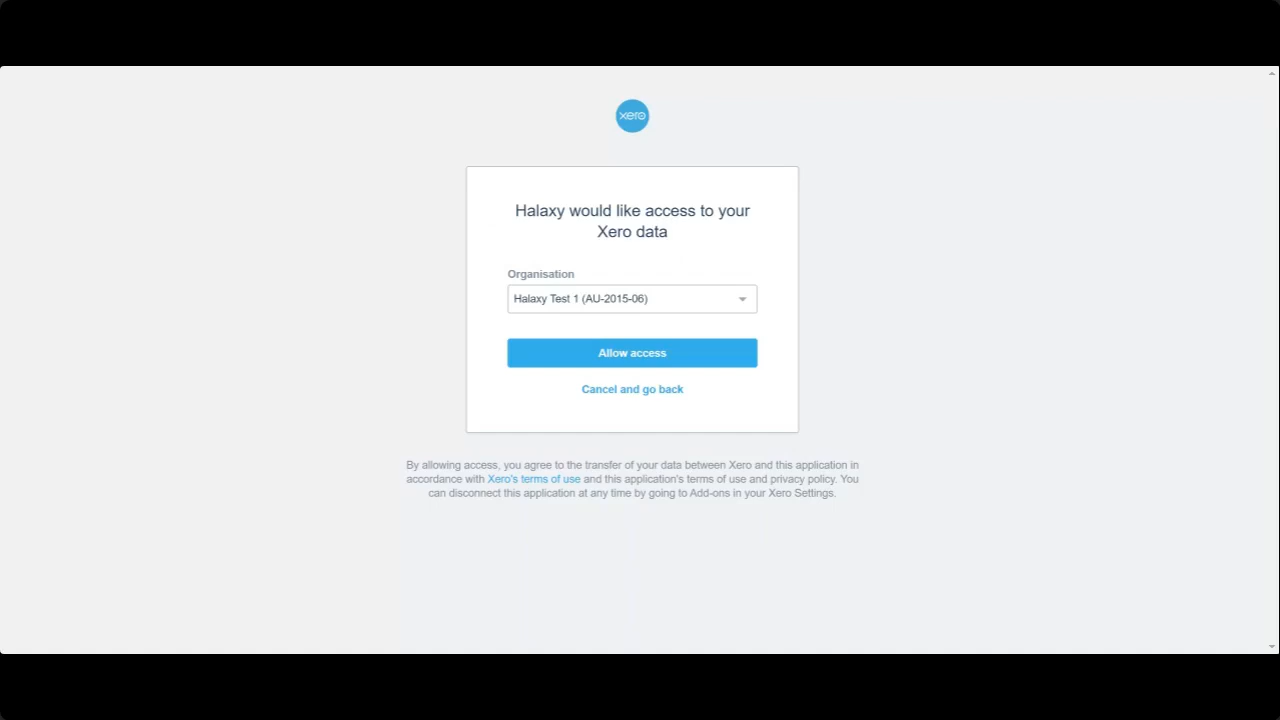 xero
Halaxy would like access to your
Xero data
Organisation
Halaxy Test 1 (AU-2015-06)
Allow access
Cancel and go back
By allowing access, you agree to the transfer of your data between Xero and this application in
accordance with Xero's terms of use and this application's terms of use and privacy policy. You
can disconnect this application at any time by going to Add-ons in your Xero Settings.